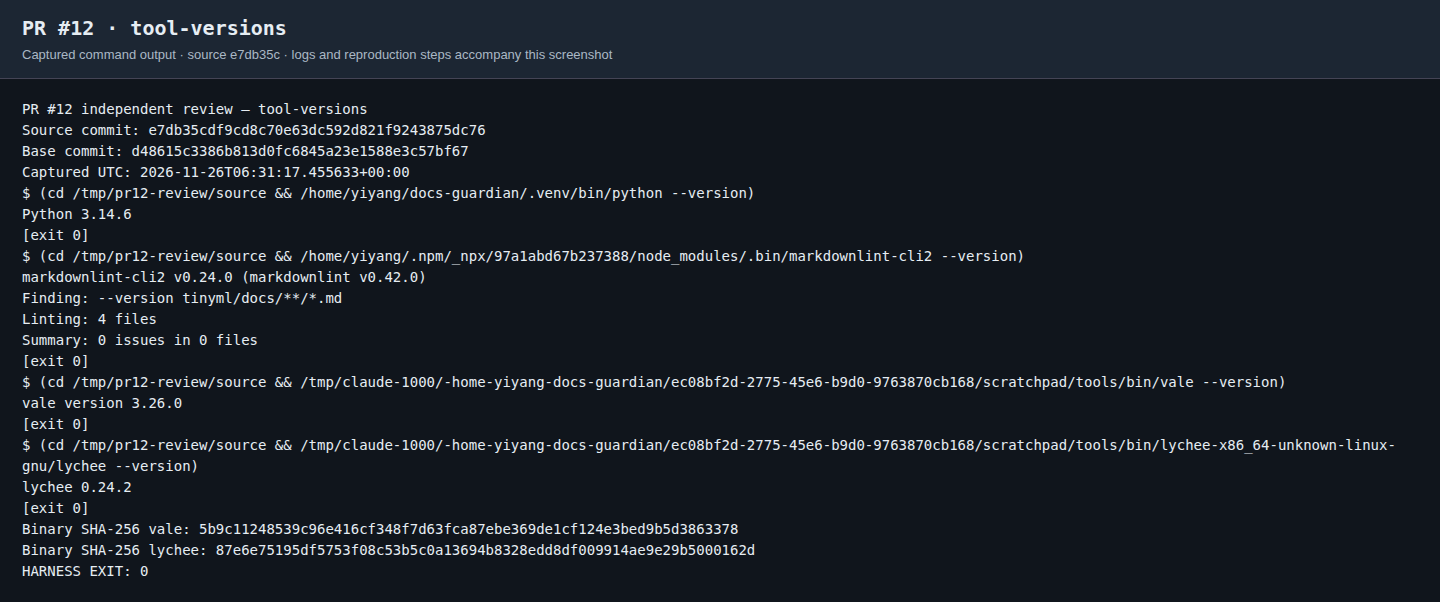 PR #12 · tool-versions
Captured command output · source e7db35c · logs and reproduction steps accompany this screenshot
PR #12 independent review — tool-versions
Source commit: e7db35cdf9cd8c70e63dc592d821f9243875dc76
Base commit: d48615c3386b813d0fc6845a23e1588e3c57bf67
Captured UTC: 2026-11-26T06:31:17.455633+00:00
$ (cd /tmp/pr12-review/source && /home/yiyang/docs-guardian/.venv/bin/python --version)
Python 3.14.6
[exit 0]
$ (cd /tmp/pr12-review/source && /home/yiyang/.npm/_npx/97a1abd67b237388/node_modules/.bin/markdownlint-cli2 --version)
markdownlint-cli2 v0.24.0 (markdownlint v0.42.0)
Finding: --version tinyml/docs/**/*.md
Linting: 4 files
Summary: 0 issues in 0 files
[exit 0]
$ (cd /tmp/pr12-review/source && /tmp/claude-1000/-home-yiyang-docs-guardian/ec08bf2d-2775-45e6-b9d0-9763870cb168/scratchpad/tools/bin/vale --version)
vale version 3.26.0
[exit 0]
$ (cd /tmp/pr12-review/source && /tmp/claude-1000/-home-yiyang-docs-guardian/ec08bf2d-2775-45e6-b9d0-9763870cb168/scratchpad/tools/bin/lychee-x86_64-unknown-linux-
gnu/lychee --version)
lychee 0.24.2
[exit 0]
Binary SHA-256 vale: 5b9c11248539c96e416cf348f7d63fca87ebe369de1cf124e3bed9b5d3863378
Binary SHA-256 lychee: 87e6e75195df5753f08c53b5c0a13694b8328edd8df009914ae9e29b5000162d
HARNESS EXIT: 0